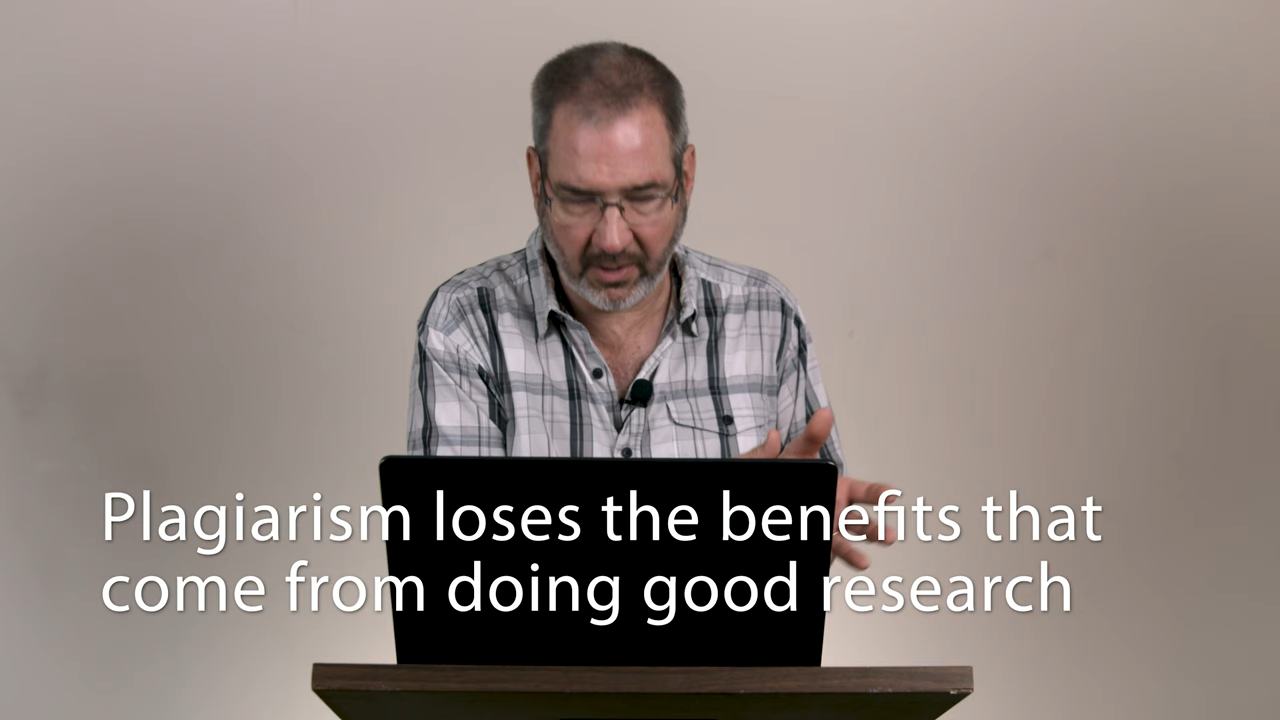 Plagiarism loses the benefits that
come from doing good research